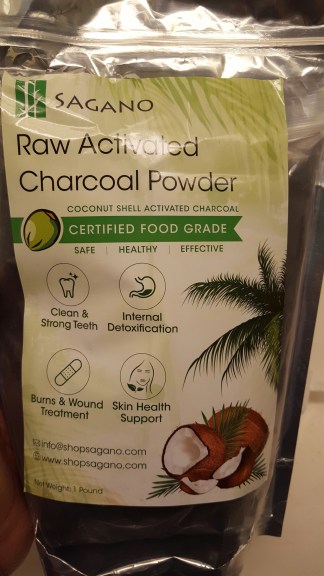 SAGANO
Raw Activated
Charcoal Powder
COCONUT SHELL ACTIVATED CHARCOAL
CERTIFIED FOOD GRADE
SAFE | HEALTHY | EFFECTIVE
Clean &
Strong Teeth
Internal
Detoxification
Burns & Wound
Treatment
Skin Health
Support
info@shopsagano.com
www.shopsagano.com
Net Weight: 1 Pound